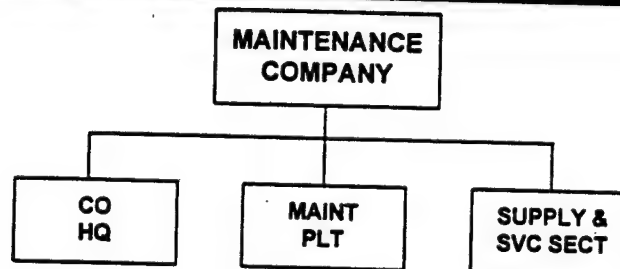 MAINTENANCE
COMPANY
CO
HQ
MAINT
PLT
SUPPLY &
SVC SECT